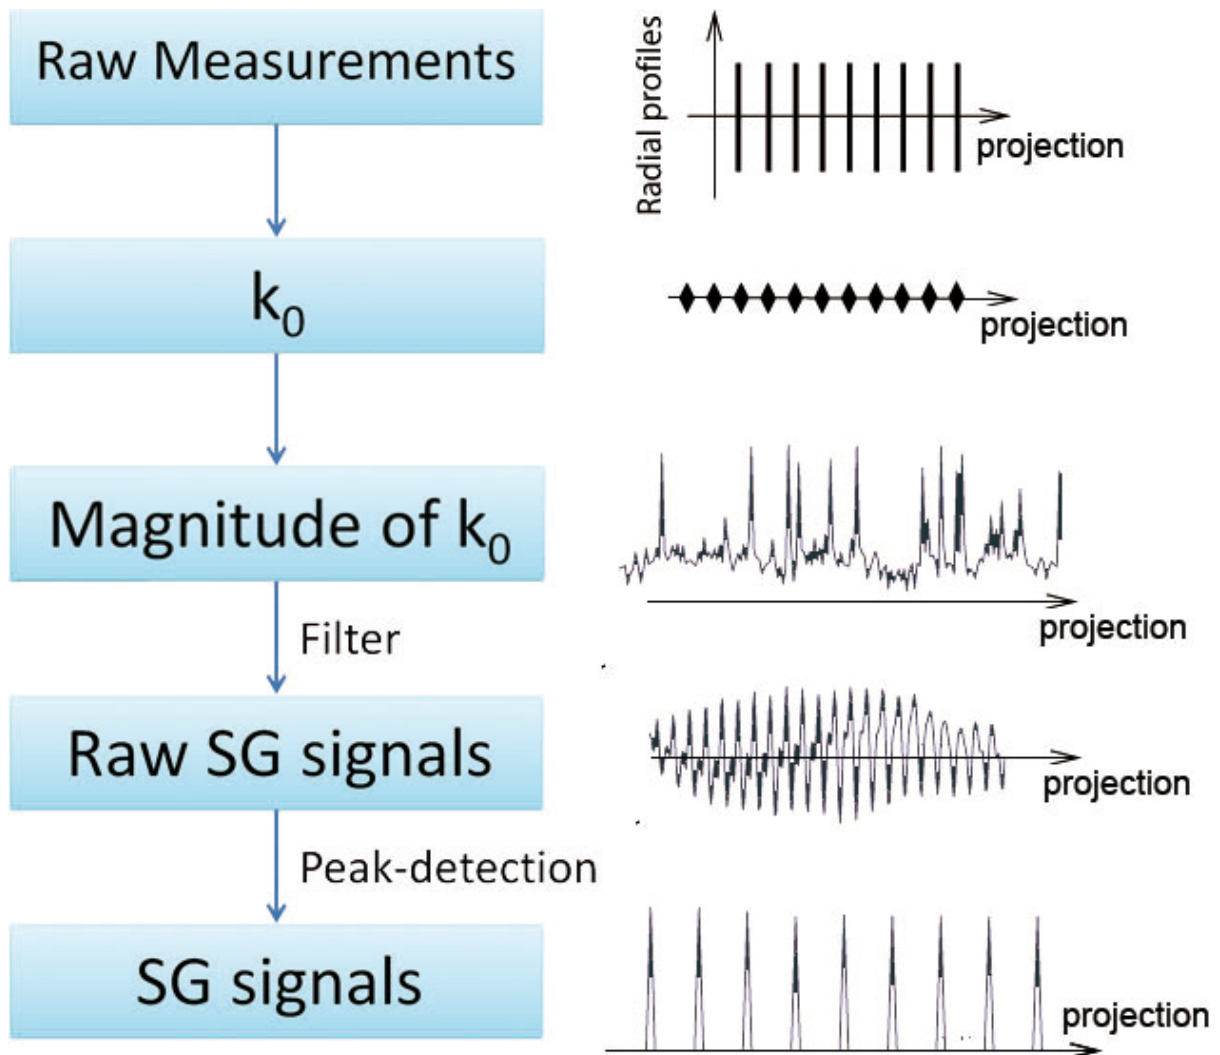 Raw Measurements
Radial profiles
projection
k₀
projection
Magnitude of k₀
projection
Filter
Raw SG signals
projection
Peak-detection
SG signals
projection